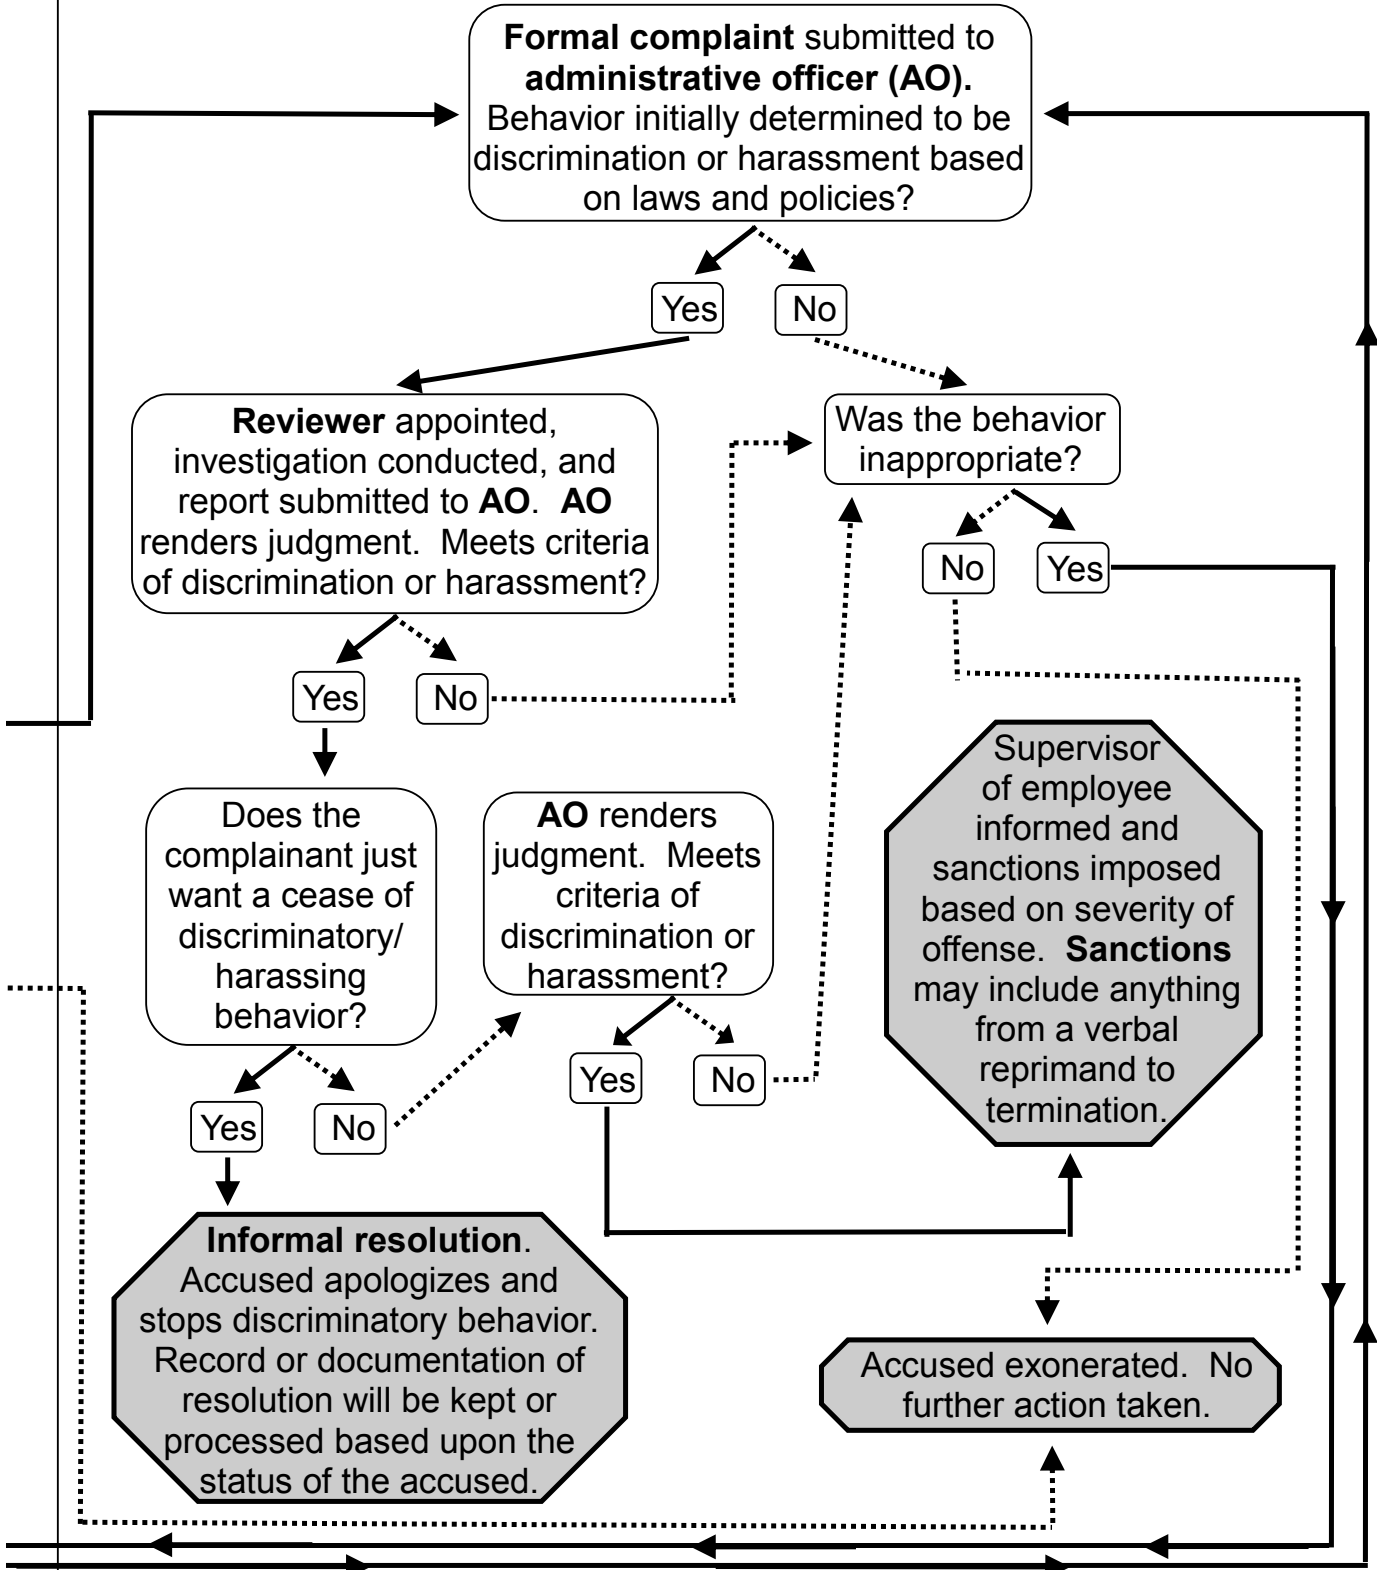 Formal complaint submitted to
administrative officer (AO).
Behavior initially determined to be
discrimination or harassment based
on laws and policies?
Yes
No
Reviewer appointed,
investigation conducted, and
report submitted to AO.  AO
renders judgment.  Meets criteria
of discrimination or harassment?
Was the behavior
inappropriate?
No
Yes
Yes
No
Does the
complainant just
want a cease of
discriminatory/
harassing
behavior?
AO renders
judgment.  Meets
criteria of
discrimination or
harassment?
Supervisor
of employee
informed and
sanctions imposed
based on severity of
offense.  Sanctions
may include anything
from a verbal
reprimand to
termination.
Yes
No
Yes
No
Informal resolution.
Accused apologizes and
stops discriminatory behavior.
Record or documentation of
resolution will be kept or
processed based upon the
status of the accused.
Accused exonerated.  No
further action taken.